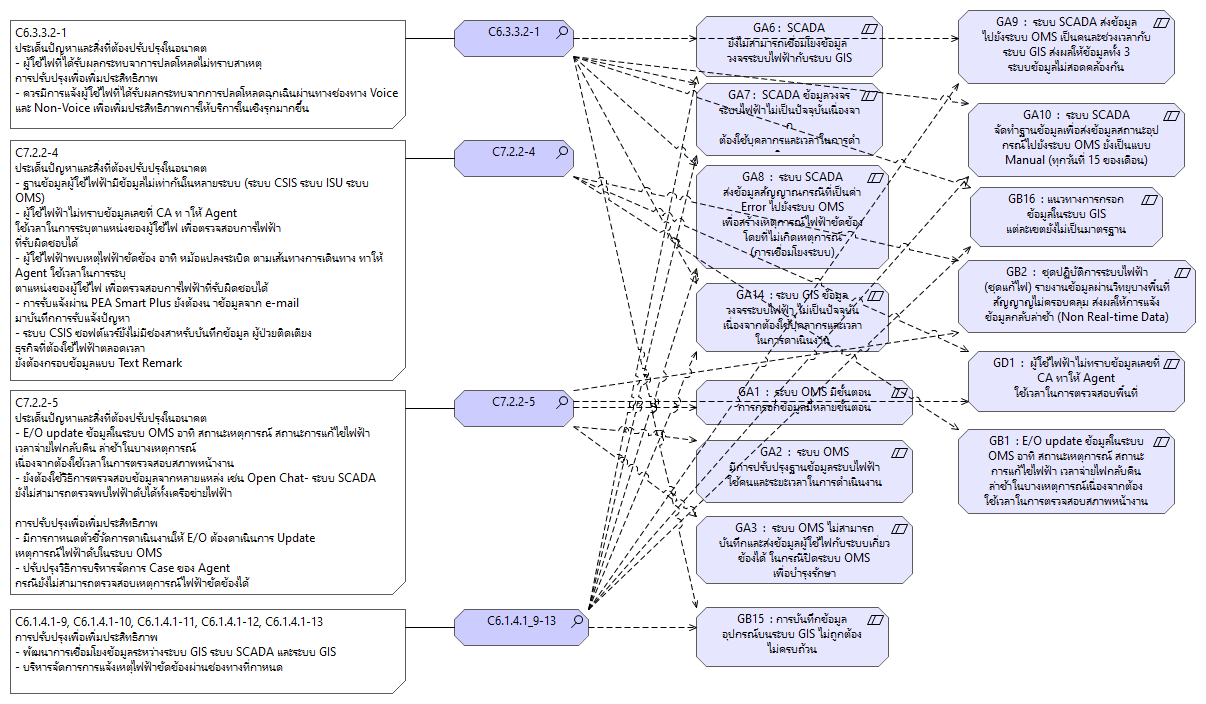 C6.3.3.2-1
ประเด็นปัญหาและสิ่งที่ต้องปรับปรุงในอนาคต
- ผู้ใช้ไฟที่ได้รับผลกระทบจากการปลดโหลดไม่ทราบสาเหตุ
การปรับปรุงเพื่อเพิ่มประสิทธิภาพ
- ควรมีการแจ้งผู้ใช้ไฟที่ได้รับผลกระทบจากการปลดโหลดฉุกเฉินผ่านทางช่องทาง Voice
และ Non-Voice เพื่อเพิ่มประสิทธิภาพการให้บริการในเชิงรุกมากขึ้น
C7.2.2-4
ประเด็นปัญหาและสิ่งที่ต้องปรับปรุงในอนาคต
- ฐานข้อมูลผู้ใช้ไฟฟ้ามีข้อมูลไม่เท่ากันในหลายระบบ (ระบบ CSIS ระบบ ISU ระบบ
OMS)
- ผู้ใช้ไฟฟ้าไม่ทราบข้อมูลเลขที่ CA ท าให้ Agent
ใช้เวลาในการระบุตาแหน่งของผู้ใช้ไฟ เพื่อตรวจสอบการไฟฟ้า
ที่รับผิดชอบได้
- ผู้ใช้ไฟฟ้าพบเหตุไฟฟ้าขัดข้อง อาทิ หม้อแปลงระเบิด ตามเส้นทางการเดินทาง ทาให้
Agent ใช้เวลาในการระบุ
ตาแหน่งของผู้ใช้ไฟ เพื่อตรวจสอบการไฟฟ้าที่รับผิดชอบได้
- การรับแจ้งผ่าน PEA Smart Plus ยังต้องน าข้อมูลจาก e-mail
มาบันทึกการรับแจ้งปัญหา
- ระบบ CSIS ซอฟต์แวร์ยังไม่มีช่องสาหรับบันทึกข้อมูล ผู้ป่วยติดเตียง
ธุรกิจที่ต้องใช้ไฟฟ้าตลอดเวลา
ยังต้องกรอบข้อมูลแบบ Text Remark
C7.2.2-5
ประเด็นปัญหาและสิ่งที่ต้องปรับปรุงในอนาคต
- E/O update ข้อมูลในระบบ OMS อาทิ สถานะเหตุการณ์ สถานะการแก้ไขไฟฟ้า
เวลาจ่ายไฟกลับคืน ล่าช้าในบางเหตุการณ์
เนื่องจากต้องใช้เวลาในการตรวจสอบสภาพหน้างาน
- ยังต้องใช้วิธีการตรวจสอบข้อมูลจากหลายแหล่ง เช่น Open Chat- ระบบ SCADA
ยังไม่สามารถตรวจพบไฟฟ้าดับได้ทั้งเครือข่ายไฟฟ้า
การปรับปรุงเพื่อเพิ่มประสิทธิภาพ
- มีการกาหนดตัวชี้วัดการดาเนินงานให้ E/O ต้องดาเนินการ Update
เหตุการณ์ไฟฟ้าดับในระบบ OMS
- ปรับปรุงวิธีการบริหารจัดการ Case ของ Agent
กรณียังไม่สามารถตรวจสอบเหตุการณ์ไฟฟ้าขัดข้องได้
C6.1.4.1-9, C6.1.4.1-10, C6.1.4.1-11, C6.1.4.1-12, C6.1.4.1-13
การปรับปรุงเพื่อเพิ่มประสิทธิภาพ
- พัฒนาการเชื่อมโยงข้อมูลระหว่างระบบ GIS ระบบ SCADA และระบบ GIS
- บริหารจัดการการแจ้งเหตุไฟฟ้าขัดข้องผ่านช่องทางที่กาหนด
C6.3.3.2-1
C7.2.2-4
C7.2.2-5
C6.1.4.1_9-13
GA6 : SCADA
ยังไม่สามารถเชื่อมโยงข้อมูล
วงจรระบบไฟฟ้ากับระบบ GIS
GA7 : SCADA ข้อมูลวงจร
ระบบไฟฟ้าไม่เป็นปัจจุบันเนื่องจา
ก
ต้องใช้บุคลากรและเวลาในการดำ
GA8 : ระบบ SCADA
ส่งข้อมูลสัญญาณกรณีที่เป็นค่า
Error ไปยังระบบ OMS
เพื่อสร้างเหตุการณ์ไฟฟ้าขัดข้อง
โดยที่ไม่เกิดเหตุการณ์
(การเชื่อมโยงระบบ)
GA14 : ระบบ GIS ข้อมูล
วงจรระบบไฟฟ้า ไม่เป็นปัจจุบัน
เนื่องจากต้องใช้บุคลากรและเวลา
ในการดาเนินงาน
GA1 : ระบบ OMS มีขั้นตอน
การกรอกข้อมูลมีหลายขั้นตอน
GA2 : ระบบ OMS
มีการปรับปรุงฐานข้อมูลระบบไฟฟ้า
ใช้คนและระยะเวลาในการดำเนินงาน
GA3 : ระบบ OMS ไม่สามารถ
บันทึกและส่งข้อมูลผู้ใช้ไฟกับระบบเกี่ยว
ข้องได้ ในกรณีปิดระบบ OMS
เพื่อบำรุงรักษา
GB15 : การบันทึกข้อมูล
อุปกรณ์บนระบบ GIS ไม่ถูกต้อง
ไม่ครบถ้วน
GA9 : ระบบ SCADA ส่งข้อมูล
ไปยังระบบ OMS เป็นคนละช่วงเวลากับ
ระบบ GIS ส่งผลให้ข้อมูลทั้ง 3
ระบบข้อมูลไม่สอดคล้องกัน
GA10 : ระบบ SCADA
จัดทำฐานข้อมูลเพื่อส่งข้อมูลสถานะอุป
กรณ์ไปยังระบบ OMS ยังเป็นแบบ
Manual (ทุกวันที่ 15 ของเดือน)
GB16 : แนวทางการกรอก
ข้อมูลในระบบ GIS
แต่ละเขตยังไม่เป็นมาตรฐาน
GB2 : ชุดปฏิบัติการระบบไฟฟ้า
(ชุดแก้ไฟ) รายงานข้อมูลผ่านวิทยุบางพื้นที่
สัญญาญไม่ครอบคลุม ส่งผลให้การแจ้ง
ข้อมูลกลับล่าช้า (Non Real-time Data)
GD1 : ผู้ใช้ไฟฟ้าไม่ทราบข้อมูลเลขที่
CA ทาให้ Agent
ใช้เวลาในการตรวจสอบพื้นที่
GB1 : E/O update ข้อมูลในระบบ
OMS อาทิ สถานะเหตุการณ์ สถานะ
การแก้ไขไฟฟ้า เวลาจ่ายไฟกลับคืน
ล่าช้าในบางเหตุการณ์เนื่องจากต้อง
ใช้เวลาในการตรวจสอบสภาพหน้างาน